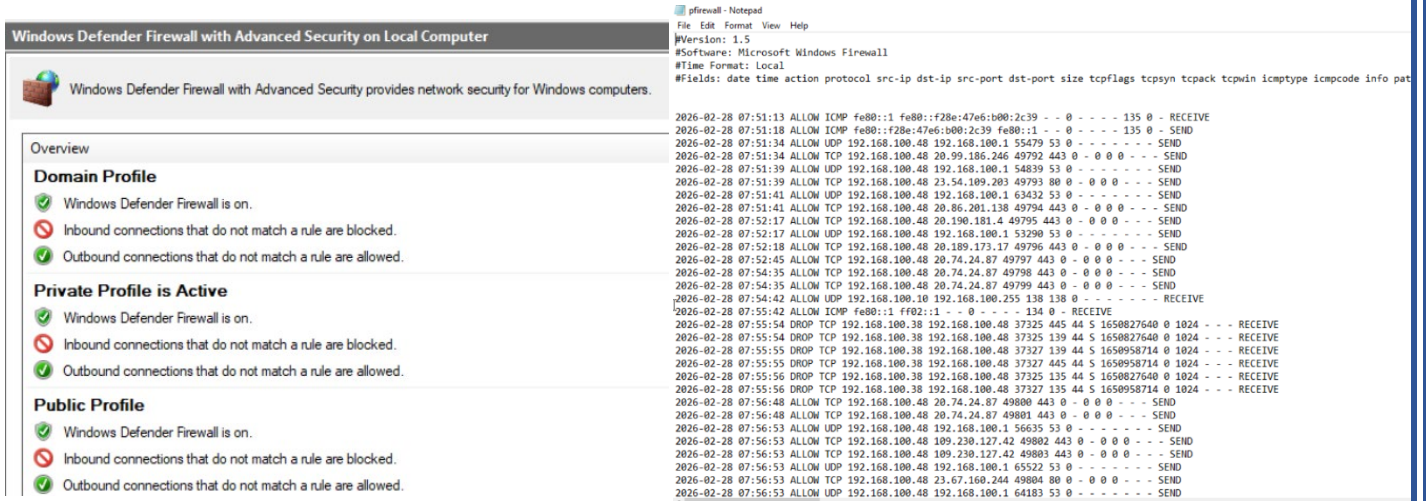 Windows Defender Firewall with Advanced Security on Local Computer
Windows Defender Firewall with Advanced Security provides network security for Windows computers.
Overview
Domain Profile
Windows Defender Firewall is on.
Inbound connections that do not match a rule are blocked.
Outbound connections that do not match a rule are allowed.
Private Profile is Active
Windows Defender Firewall is on.
Inbound connections that do not match a rule are blocked.
Outbound connections that do not match a rule are allowed.
Public Profile
Windows Defender Firewall is on.
Inbound connections that do not match a rule are blocked.
Outbound connections that do not match a rule are allowed.
pfirewall - Notepad
File Edit Format View Help
#Version: 1.5
#Software: Microsoft Windows Firewall
#Time Format: Local
#Fields: date time action protocol src-ip dst-ip src-port dst-port size tcpflags tcpsyn tcpack tcpwin icmptype icmpcode info pat
2026-02-28 07:51:13 ALLOW ICMP fe80::1 fe80::f28e:47e6:b00:2c39 - - 0 - - - - 135 0 - RECEIVE
2026-02-28 07:51:18 ALLOW ICMP fe80::f28e:47e6:b00:2c39 fe80::1 - - 0 - - - - 135 0 - SEND
2026-02-28 07:51:34 ALLOW UDP 192.168.100.48 192.168.100.1 55479 53 0 - - - - - - - SEND
2026-02-28 07:51:34 ALLOW TCP 192.168.100.48 20.99.186.246 49792 443 0 - 0 0 0 - - - SEND
2026-02-28 07:51:39 ALLOW UDP 192.168.100.48 192.168.100.1 54839 53 0 - - - - - - - SEND
2026-02-28 07:51:39 ALLOW TCP 192.168.100.48 23.54.109.203 49793 80 0 - 0 0 0 - - - SEND
2026-02-28 07:51:41 ALLOW UDP 192.168.100.48 192.168.100.1 63432 53 0 - - - - - - - SEND
2026-02-28 07:51:41 ALLOW TCP 192.168.100.48 20.86.201.138 49794 443 0 - 0 0 0 - - - SEND
2026-02-28 07:52:17 ALLOW TCP 192.168.100.48 20.190.181.4 49795 443 0 - 0 0 0 - - - SEND
2026-02-28 07:52:17 ALLOW UDP 192.168.100.48 192.168.100.1 53290 53 0 - - - - - - - SEND
2026-02-28 07:52:18 ALLOW TCP 192.168.100.48 20.189.173.17 49796 443 0 - 0 0 0 - - - SEND
2026-02-28 07:52:45 ALLOW TCP 192.168.100.48 20.74.24.87 49797 443 0 - 0 0 0 - - - SEND
2026-02-28 07:54:35 ALLOW TCP 192.168.100.48 20.74.24.87 49798 443 0 - 0 0 0 - - - SEND
2026-02-28 07:54:35 ALLOW TCP 192.168.100.48 20.74.24.87 49799 443 0 - 0 0 0 - - - SEND
2026-02-28 07:54:42 ALLOW UDP 192.168.100.10 192.168.100.255 138 138 0 - - - - - - - RECEIVE
2026-02-28 07:55:42 ALLOW ICMP fe80::1 ff02::1 - - 0 - - - - 134 0 - RECEIVE
2026-02-28 07:55:54 DROP TCP 192.168.100.38 192.168.100.48 37325 445 44 S 1650827640 0 1024 - - - RECEIVE
2026-02-28 07:55:54 DROP TCP 192.168.100.38 192.168.100.48 37325 139 44 S 1650827640 0 1024 - - - RECEIVE
2026-02-28 07:55:55 DROP TCP 192.168.100.38 192.168.100.48 37327 139 44 S 1650958714 0 1024 - - - RECEIVE
2026-02-28 07:55:55 DROP TCP 192.168.100.38 192.168.100.48 37327 445 44 S 1650958714 0 1024 - - - RECEIVE
2026-02-28 07:55:56 DROP TCP 192.168.100.38 192.168.100.48 37325 135 44 S 1650827640 0 1024 - - - RECEIVE
2026-02-28 07:55:56 DROP TCP 192.168.100.38 192.168.100.48 37327 135 44 S 1650958714 0 1024 - - - RECEIVE
2026-02-28 07:56:48 ALLOW TCP 192.168.100.48 20.74.24.87 49800 443 0 - 0 0 0 - - - SEND
2026-02-28 07:56:48 ALLOW TCP 192.168.100.48 20.74.24.87 49801 443 0 - 0 0 0 - - - SEND
2026-02-28 07:56:53 ALLOW UDP 192.168.100.48 192.168.100.1 56635 53 0 - - - - - - - SEND
2026-02-28 07:56:53 ALLOW TCP 192.168.100.48 109.230.127.42 49802 443 0 - 0 0 0 - - - SEND
2026-02-28 07:56:53 ALLOW TCP 192.168.100.48 109.230.127.42 49803 443 0 - 0 0 0 - - - SEND
2026-02-28 07:56:53 ALLOW UDP 192.168.100.48 192.168.100.1 65522 53 0 - - - - - - - SEND
2026-02-28 07:56:53 ALLOW TCP 192.168.100.48 23.67.160.244 49804 80 0 - 0 0 0 - - - SEND
2026-02-28 07:56:53 ALLOW UDP 192.168.100.48 192.168.100.1 64183 53 0 - - - - - - - SEND